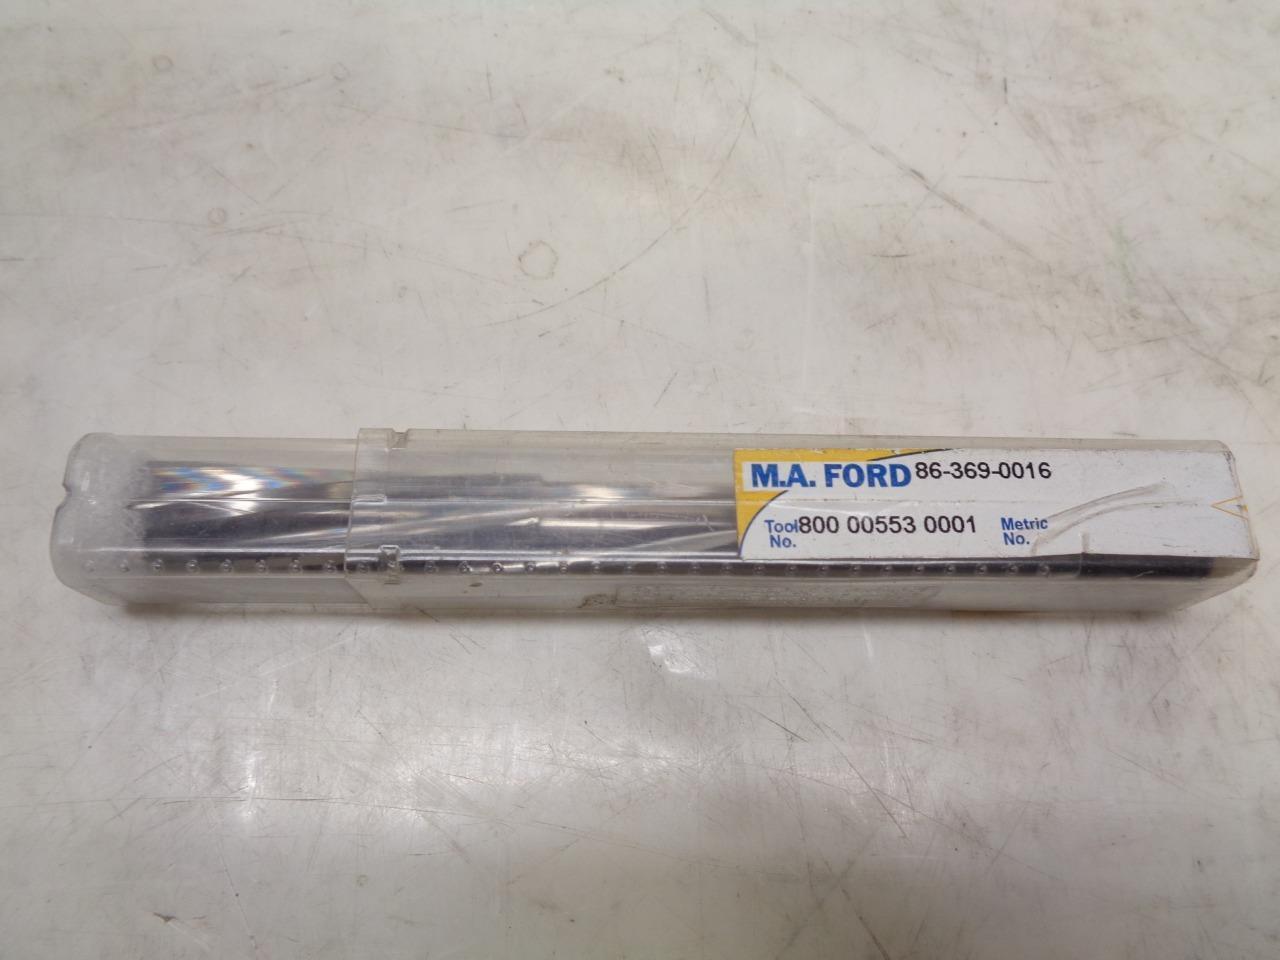 M.A. FORD 86-369-0016
Tool No. 800 00553 0001 Metric No.